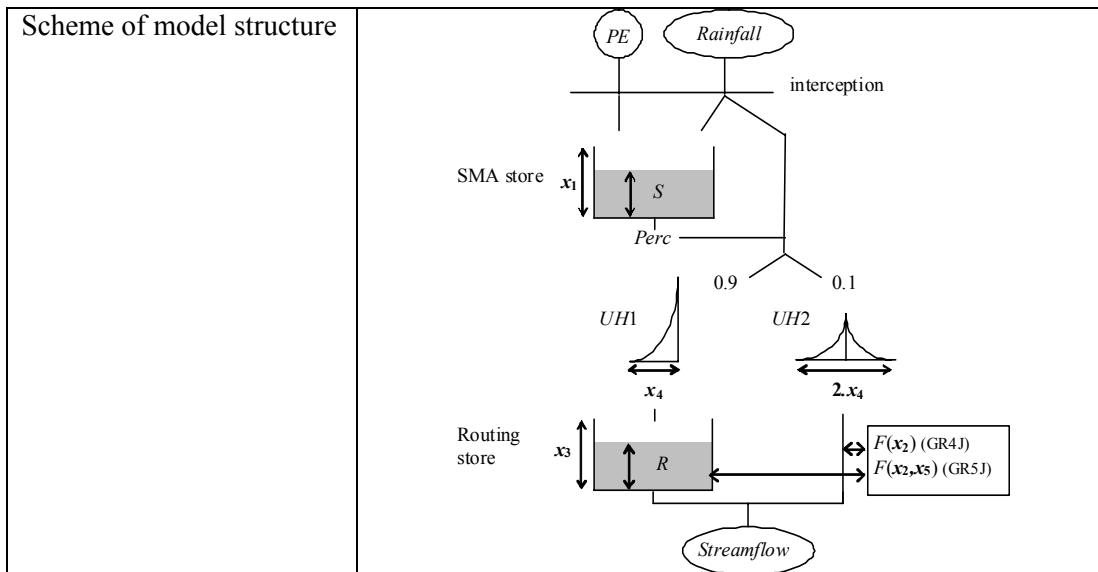 Scheme of model structure
PE
Rainfall
interception
SMA store
x1
S
Perc
0.9
0.1
UH1
UH2
x4
2.x4
Routing
store
x3
R
F(x2) (GR4J)
F(x2,x5) (GR5J)
Streamflow